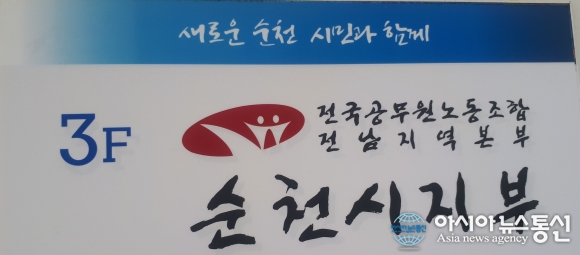 새로운 순천 시민과 함께
3F
전국공무원노동조합
전남지역본부
순천시지부
아시아뉴스통신
Asia news agency